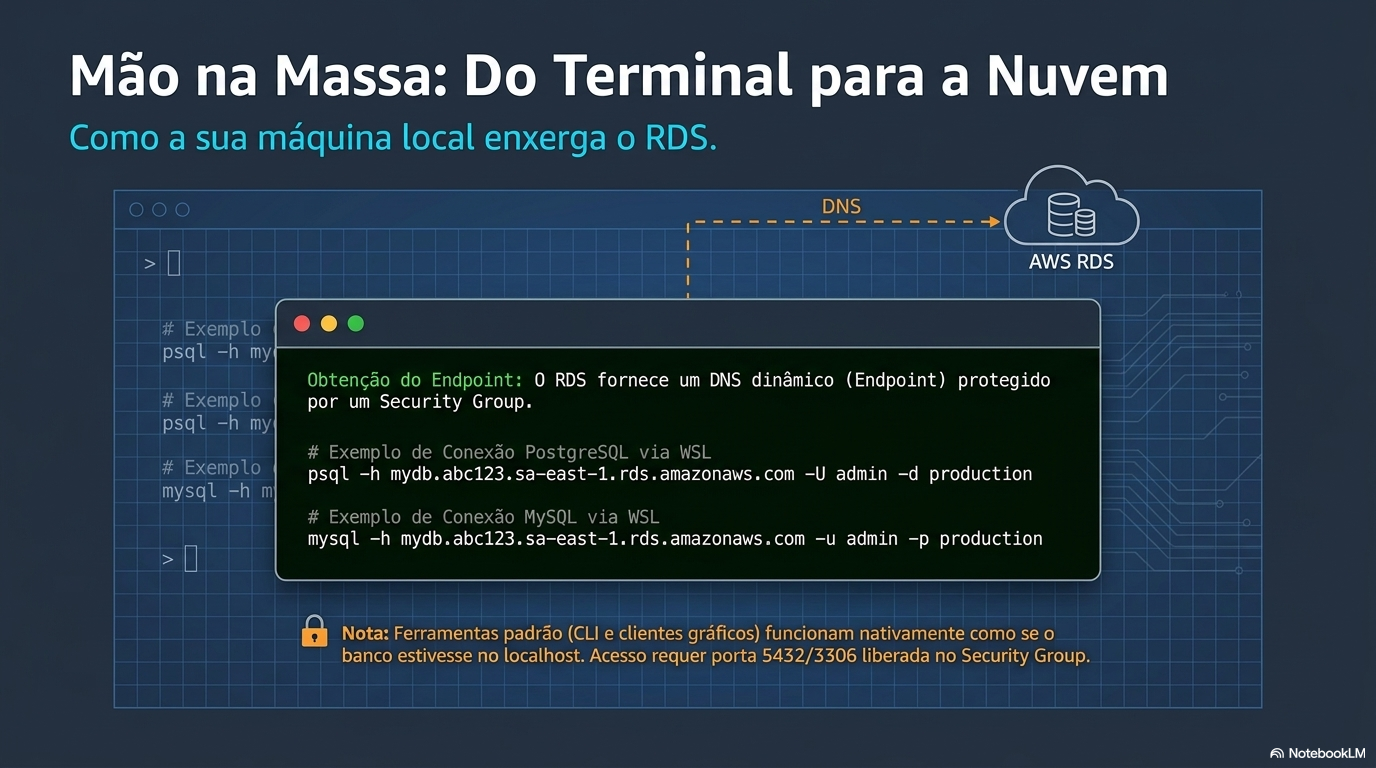 Mão na Massa: Do Terminal para a Nuvem
Como a sua máquina local enxerga o RDS.
DNS
AWS RDS
>
# Exemplo
psql -h my
# Exemplo
psql -h my
# Exemplo
mysql -h m
>
Obtenção do Endpoint: O RDS fornece um DNS dinâmico (Endpoint) protegido
por um Security Group.
# Exemplo de Conexão PostgreSQL via WSL
psql -h mydb.abc123.sa-east-1.rds.amazonaws.com -U admin -d production
# Exemplo de Conexão MySQL via WSL
mysql -h mydb.abc123.sa-east-1.rds.amazonaws.com -u admin -p production
Nota: Ferramentas padrão (CLI e clientes gráficos) funcionam nativamente como se o
banco estivesse no localhost. Acesso requer porta 5432/3306 liberada no Security Group.
NotebookLM